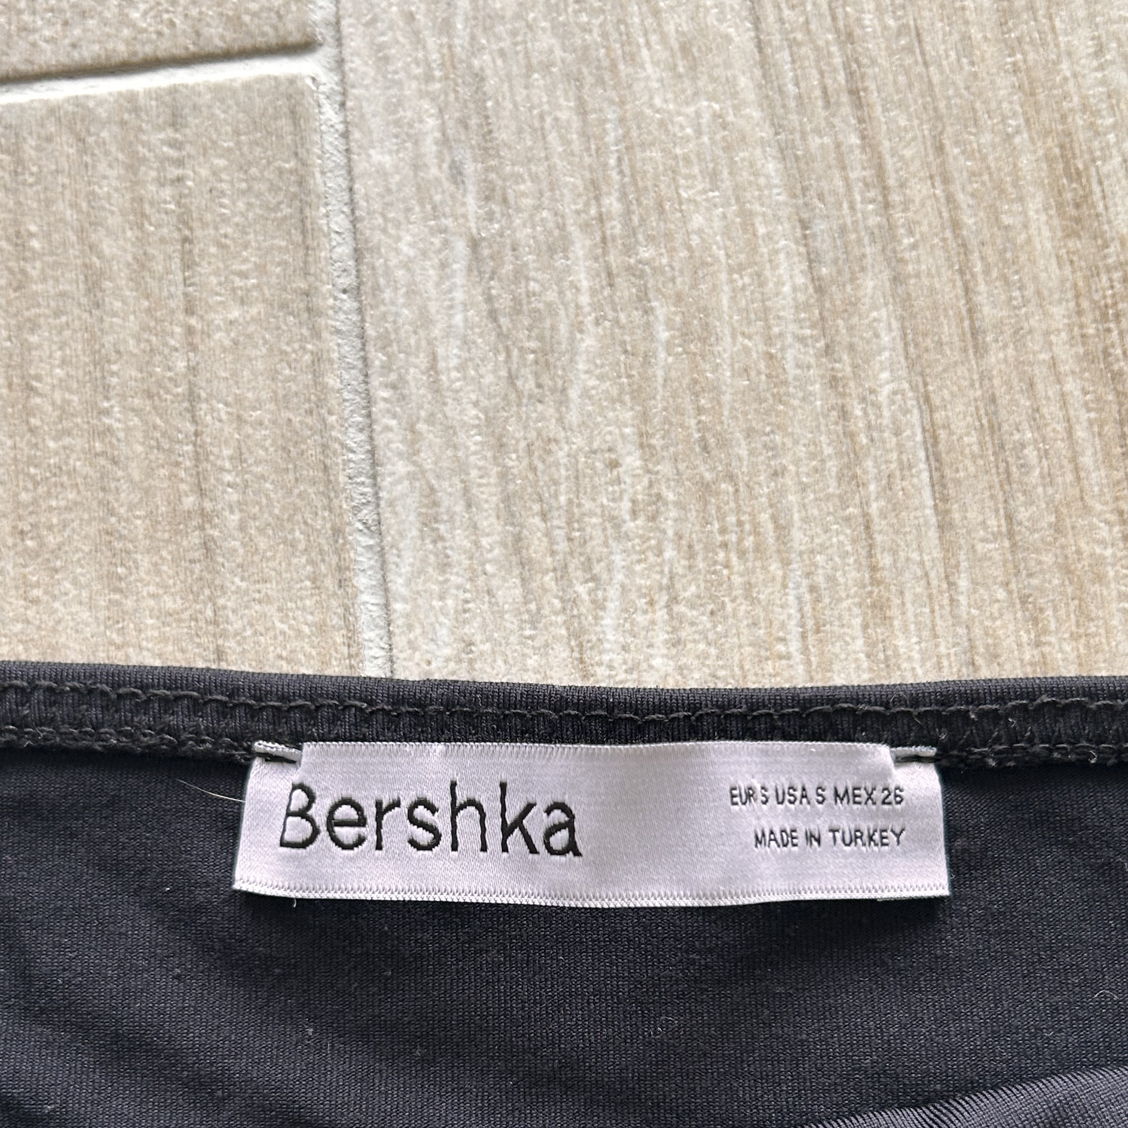 Bershka
EUR S USA S MEX 26
MADE IN TURKEY